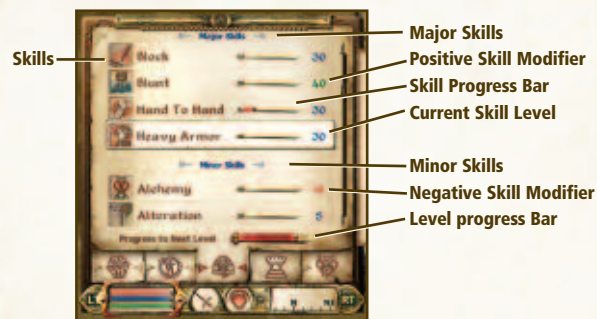 Major Skills
Major Skills
Skills
Block
30
Positive Skill Modifier
Blunt
40
Skill Progress Bar
Hand To Hand
30
Current Skill Level
Heavy Armor
30
Minor Skills
Minor Skills
Alchemy
Negative Skill Modifier
Alteration
5
Level progress Bar
Progress to Next Level
LT
N
RT